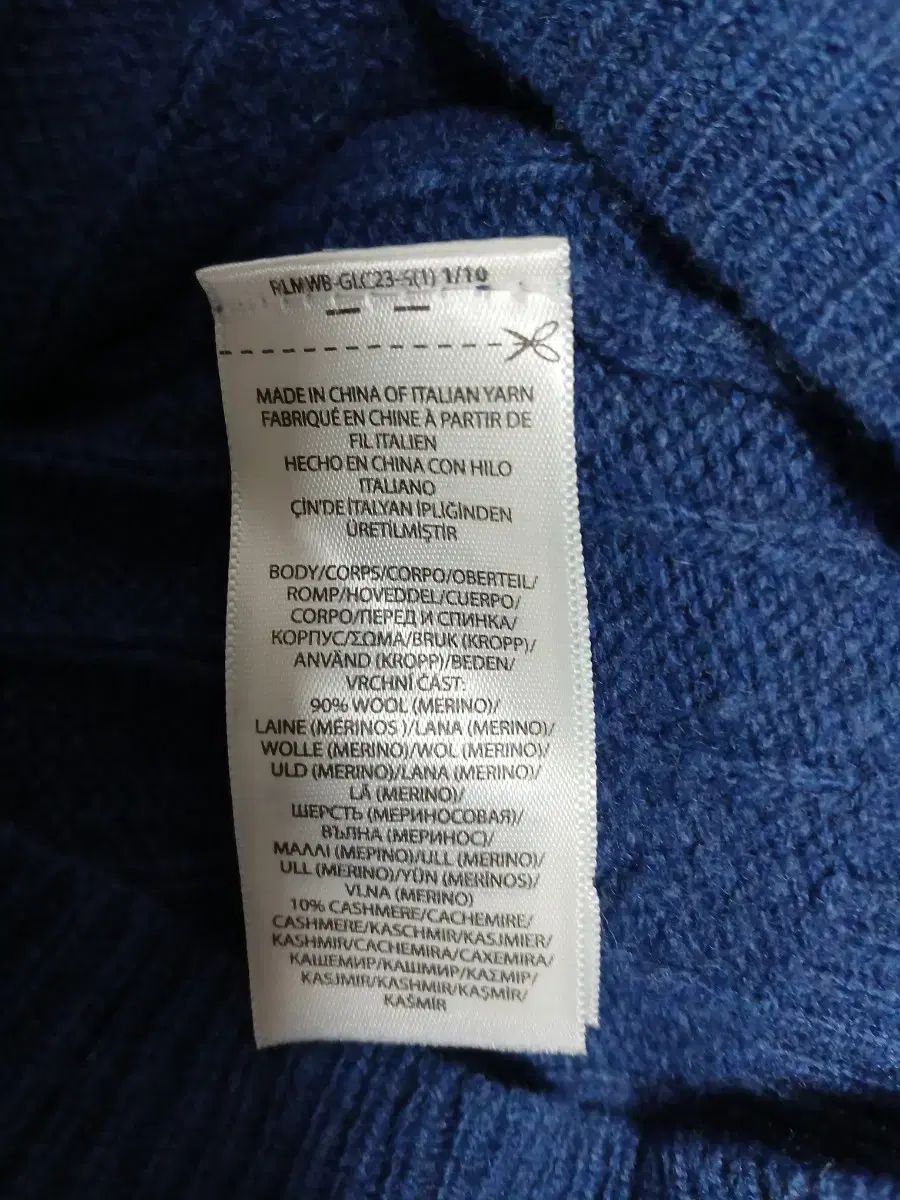 RLMWB-GLC23-S(1) 1/10
MADE IN CHINA OF ITALIAN YARN
FABRIQUÉ EN CHINE À PARTIR DE
FIL ITALIEN
HECHO EN CHINA CON HILO
ITALIANO
ÇİN'DE İTALYAN İPLİĞİNDEN
ÜRETİLMİŞTİR
BODY/CORPS/CORPO/OBERTEIL/
ROMP/HOVEDDEL/CUERPO/
CORPO/ПЕРЕД И СПИНКА/
КОРПУС/ΣΩΜΑ/BRUK (KROPP)/
ANVÄND (KROPP)/BEDEN/
VRCHNÍ ČÁST:
90% WOOL (MERINO)/
LAINE (MERINOS )/LANA (MERINO)/
WOLLE (MERINO)/WOL (MERINO)/
ULD (MERINO)/LANA (MERINO)/
LÃ (MERINO)/
ШЕРСТЬ (МЕРИНОСОВАЯ)/
ВЪЛНА (МЕРИНОС)/
ΜΑΛΛΙ (ΜΕΡΙΝΟ)/ULL (MERINO)/
ULL (MERINO)/YÜN (MERİNOS)/
VLNA (MERINO)
10% CASHMERE/CACHEMIRE/
CASHMERE/KASCHMIR/KASJMIER/
KASHMIR/CACHEMIRA/CAXEMIRA/
КАШЕМИР/КАШМИР/ΚΑΣΜΙΡ/
KASJMIR/KASHMIR/KAŞMİR/
KAŠMÍR